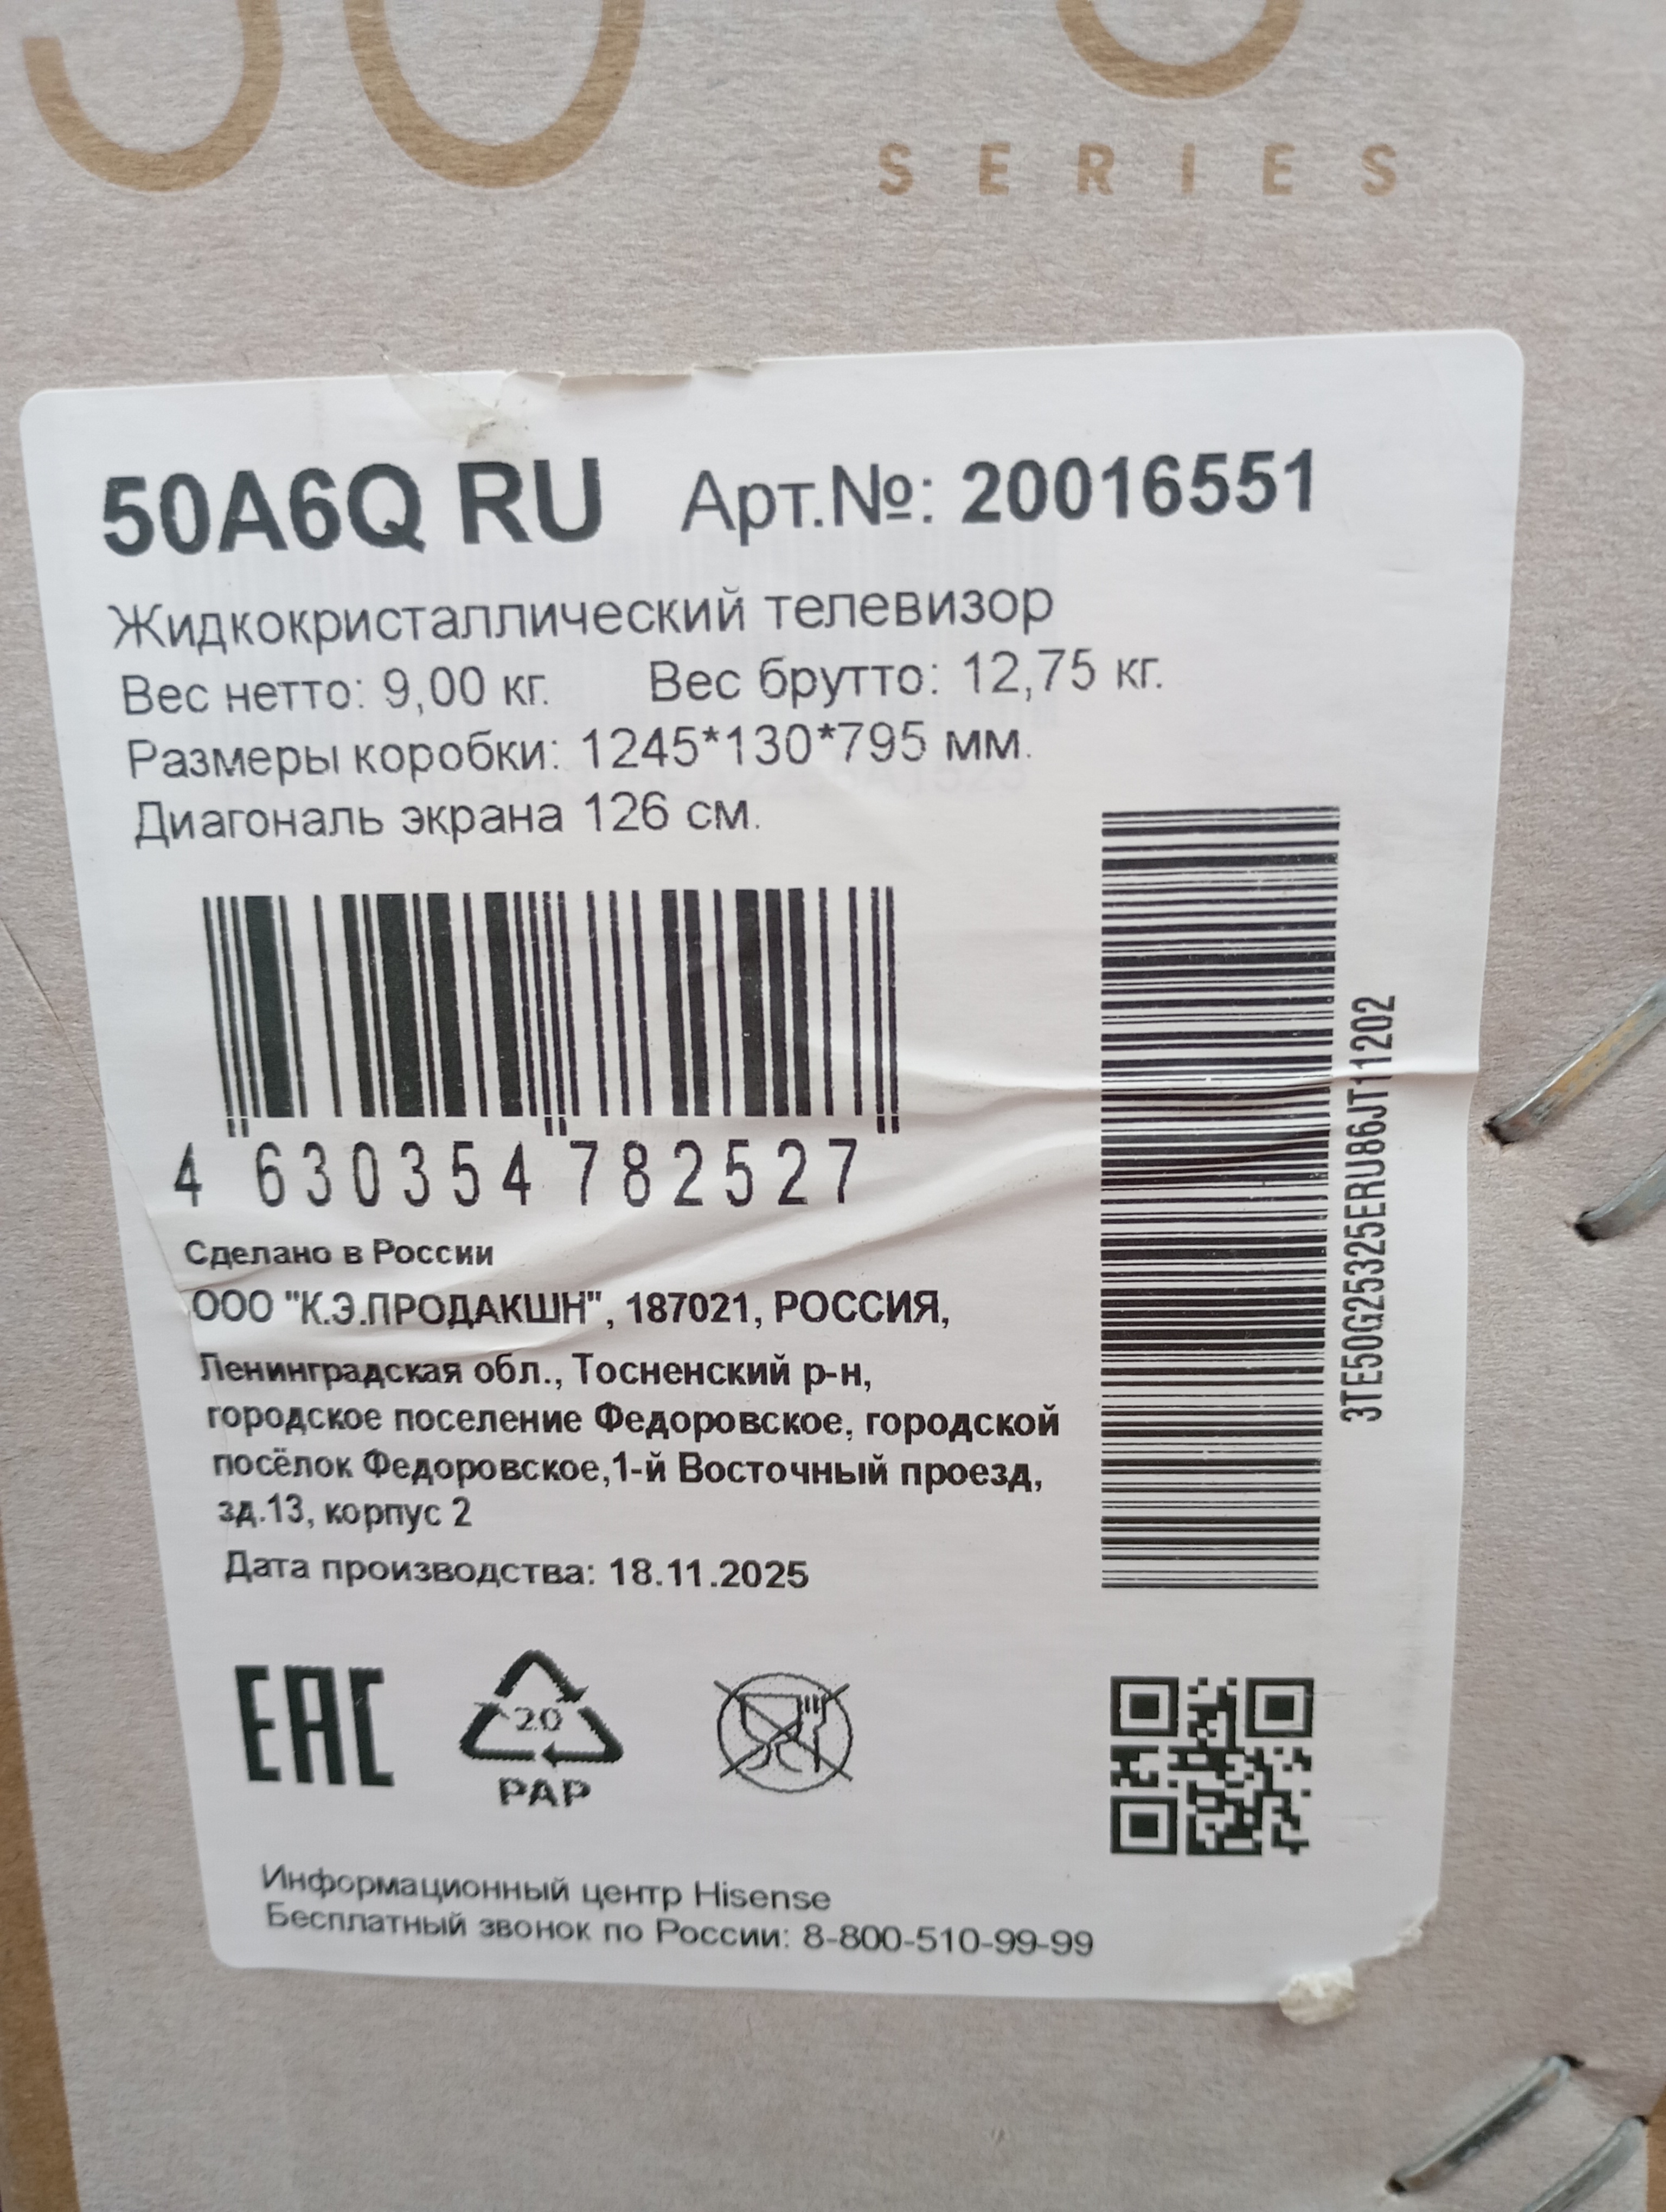 50
SERIES
50A6Q RU Арт.№: 20016551
Жидкокристаллический телевизор
Вес нетто: 9,00 кг. Вес брутто: 12,75 кг.
Размеры коробки: 1245*130*795 мм.
Диагональ экрана 126 см.
4 630354 782527
3TE50G25325ERU86JT11202
Сделано в России
ООО "К.Э.ПРОДАКШН", 187021, РОССИЯ,
Ленинградская обл., Тосненский р-н,
городское поселение Федоровское, городской
посёлок Федоровское,1-й Восточный проезд,
зд.13, корпус 2
Дата производства: 18.11.2025
EAC
20
PAP
Информационный центр Hisense
Бесплатный звонок по России: 8-800-510-99-99